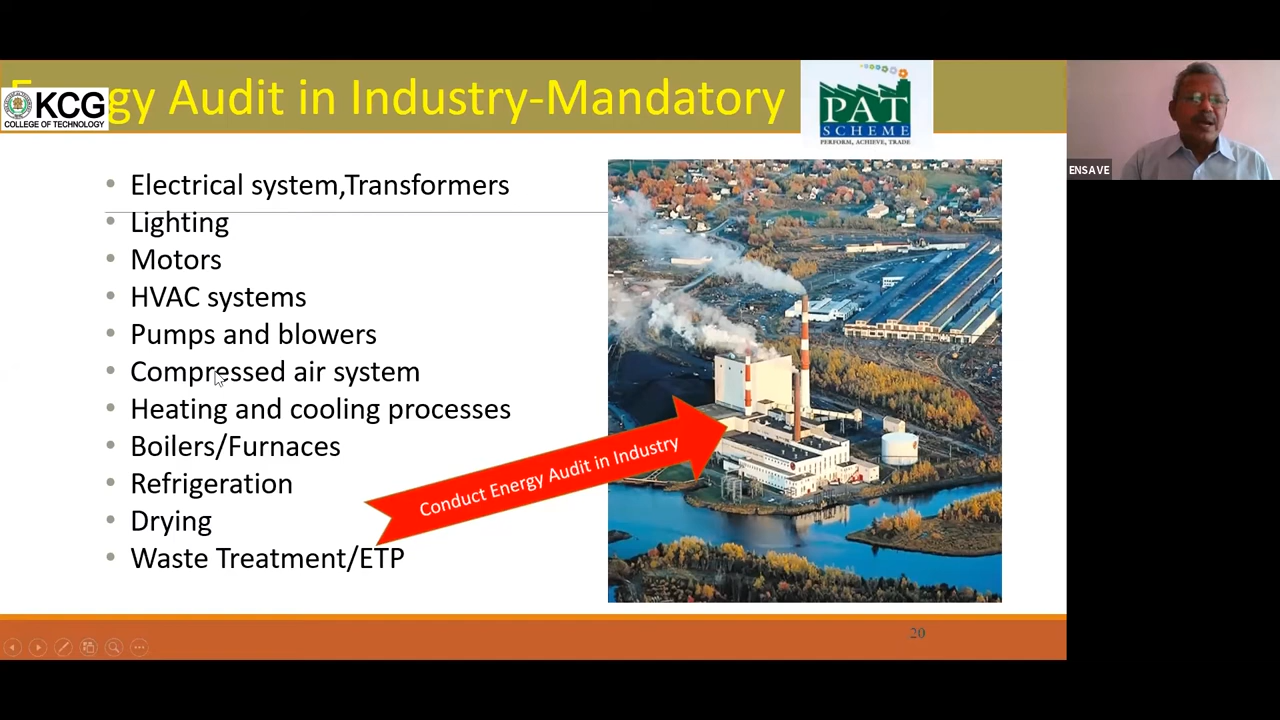 KCG
COLLEGE OF TECHNOLOGY
gy Audit in Industry-Mandatory
PAT
SCHEME
PERFORM, ACHIEVE, TRADE
ENSAVE
• Electrical system,Transformers
• Lighting
• Motors
• HVAC systems
• Pumps and blowers
• Compressed air system
• Heating and cooling processes
• Boilers/Furnaces
• Refrigeration
• Drying
• Waste Treatment/ETP
Conduct Energy Audit in Industry
20